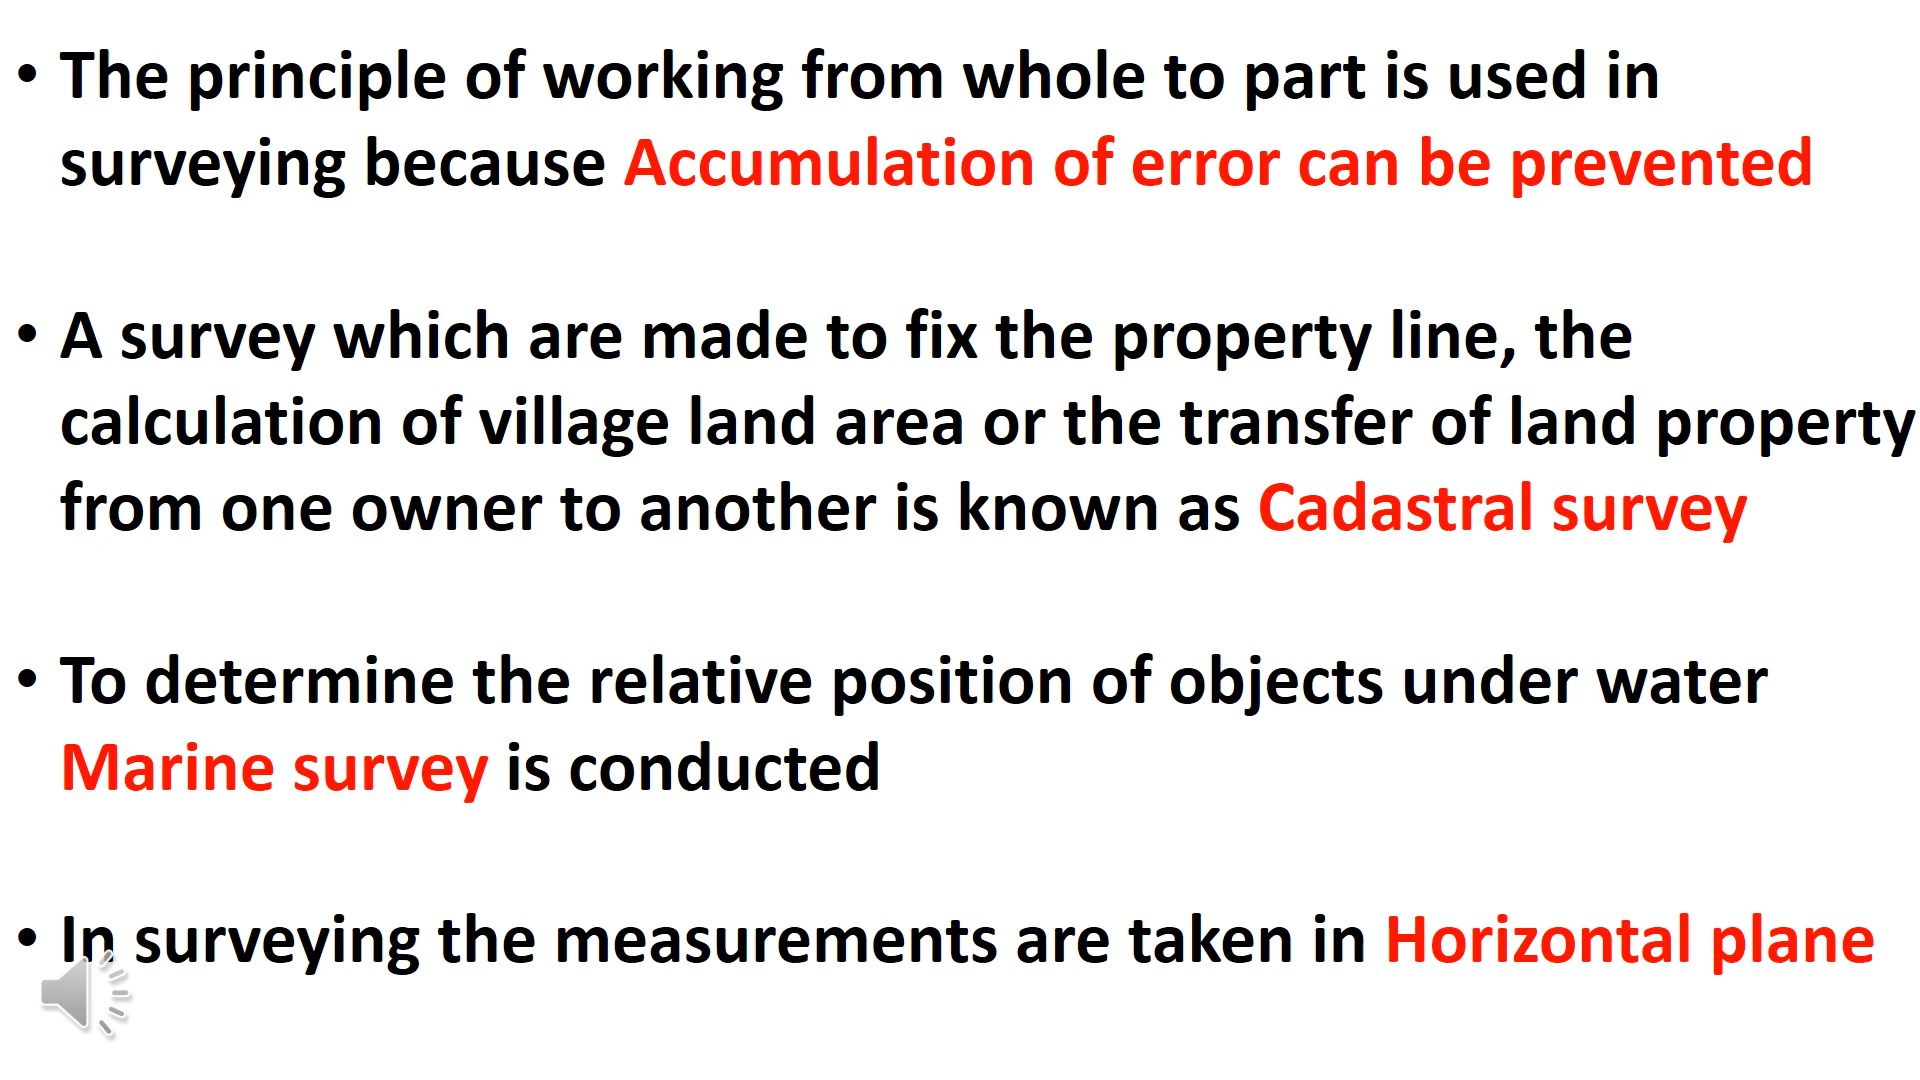 • The principle of working from whole to part is used in
surveying because Accumulation of error can be prevented
• A survey which are made to fix the property line, the
calculation of village land area or the transfer of land property
from one owner to another is known as Cadastral survey
• To determine the relative position of objects under water
Marine survey is conducted
• In surveying the measurements are taken in Horizontal plane